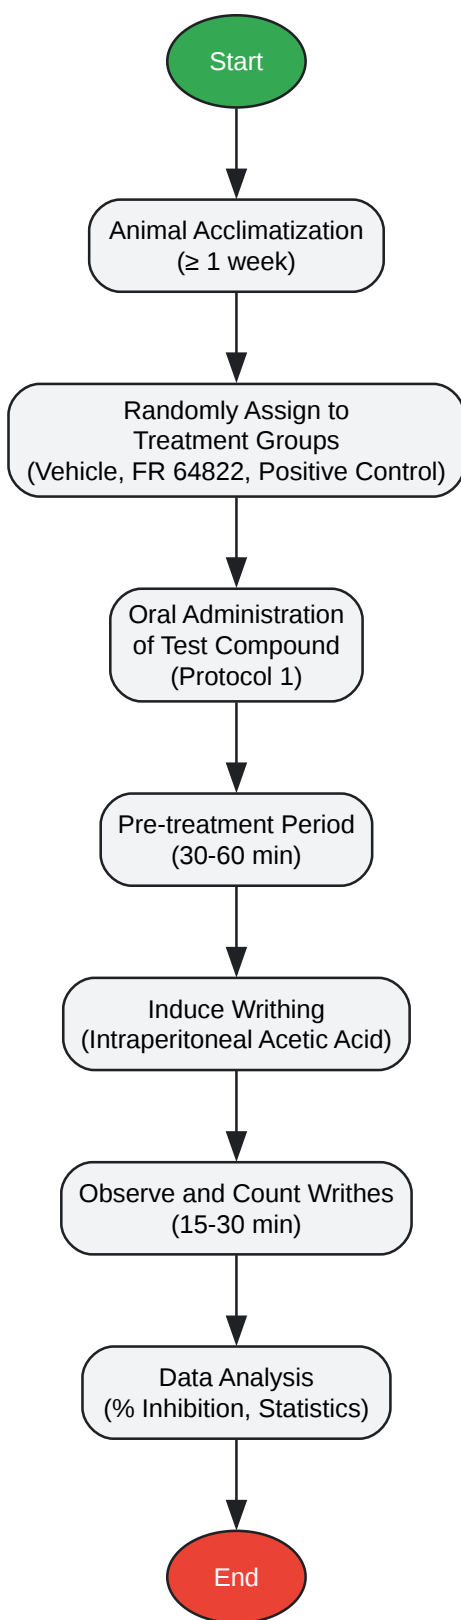 Start
Animal Acclimatization
(≥ 1 week)
Randomly Assign to
Treatment Groups
(Vehicle, FR 64822, Positive Control)
Oral Administration
of Test Compound
(Protocol 1)
Pre-treatment Period
(30-60 min)
Induce Writhing
(Intraperitoneal Acetic Acid)
Observe and Count Writhes
(15-30 min)
Data Analysis
(% Inhibition, Statistics)
End